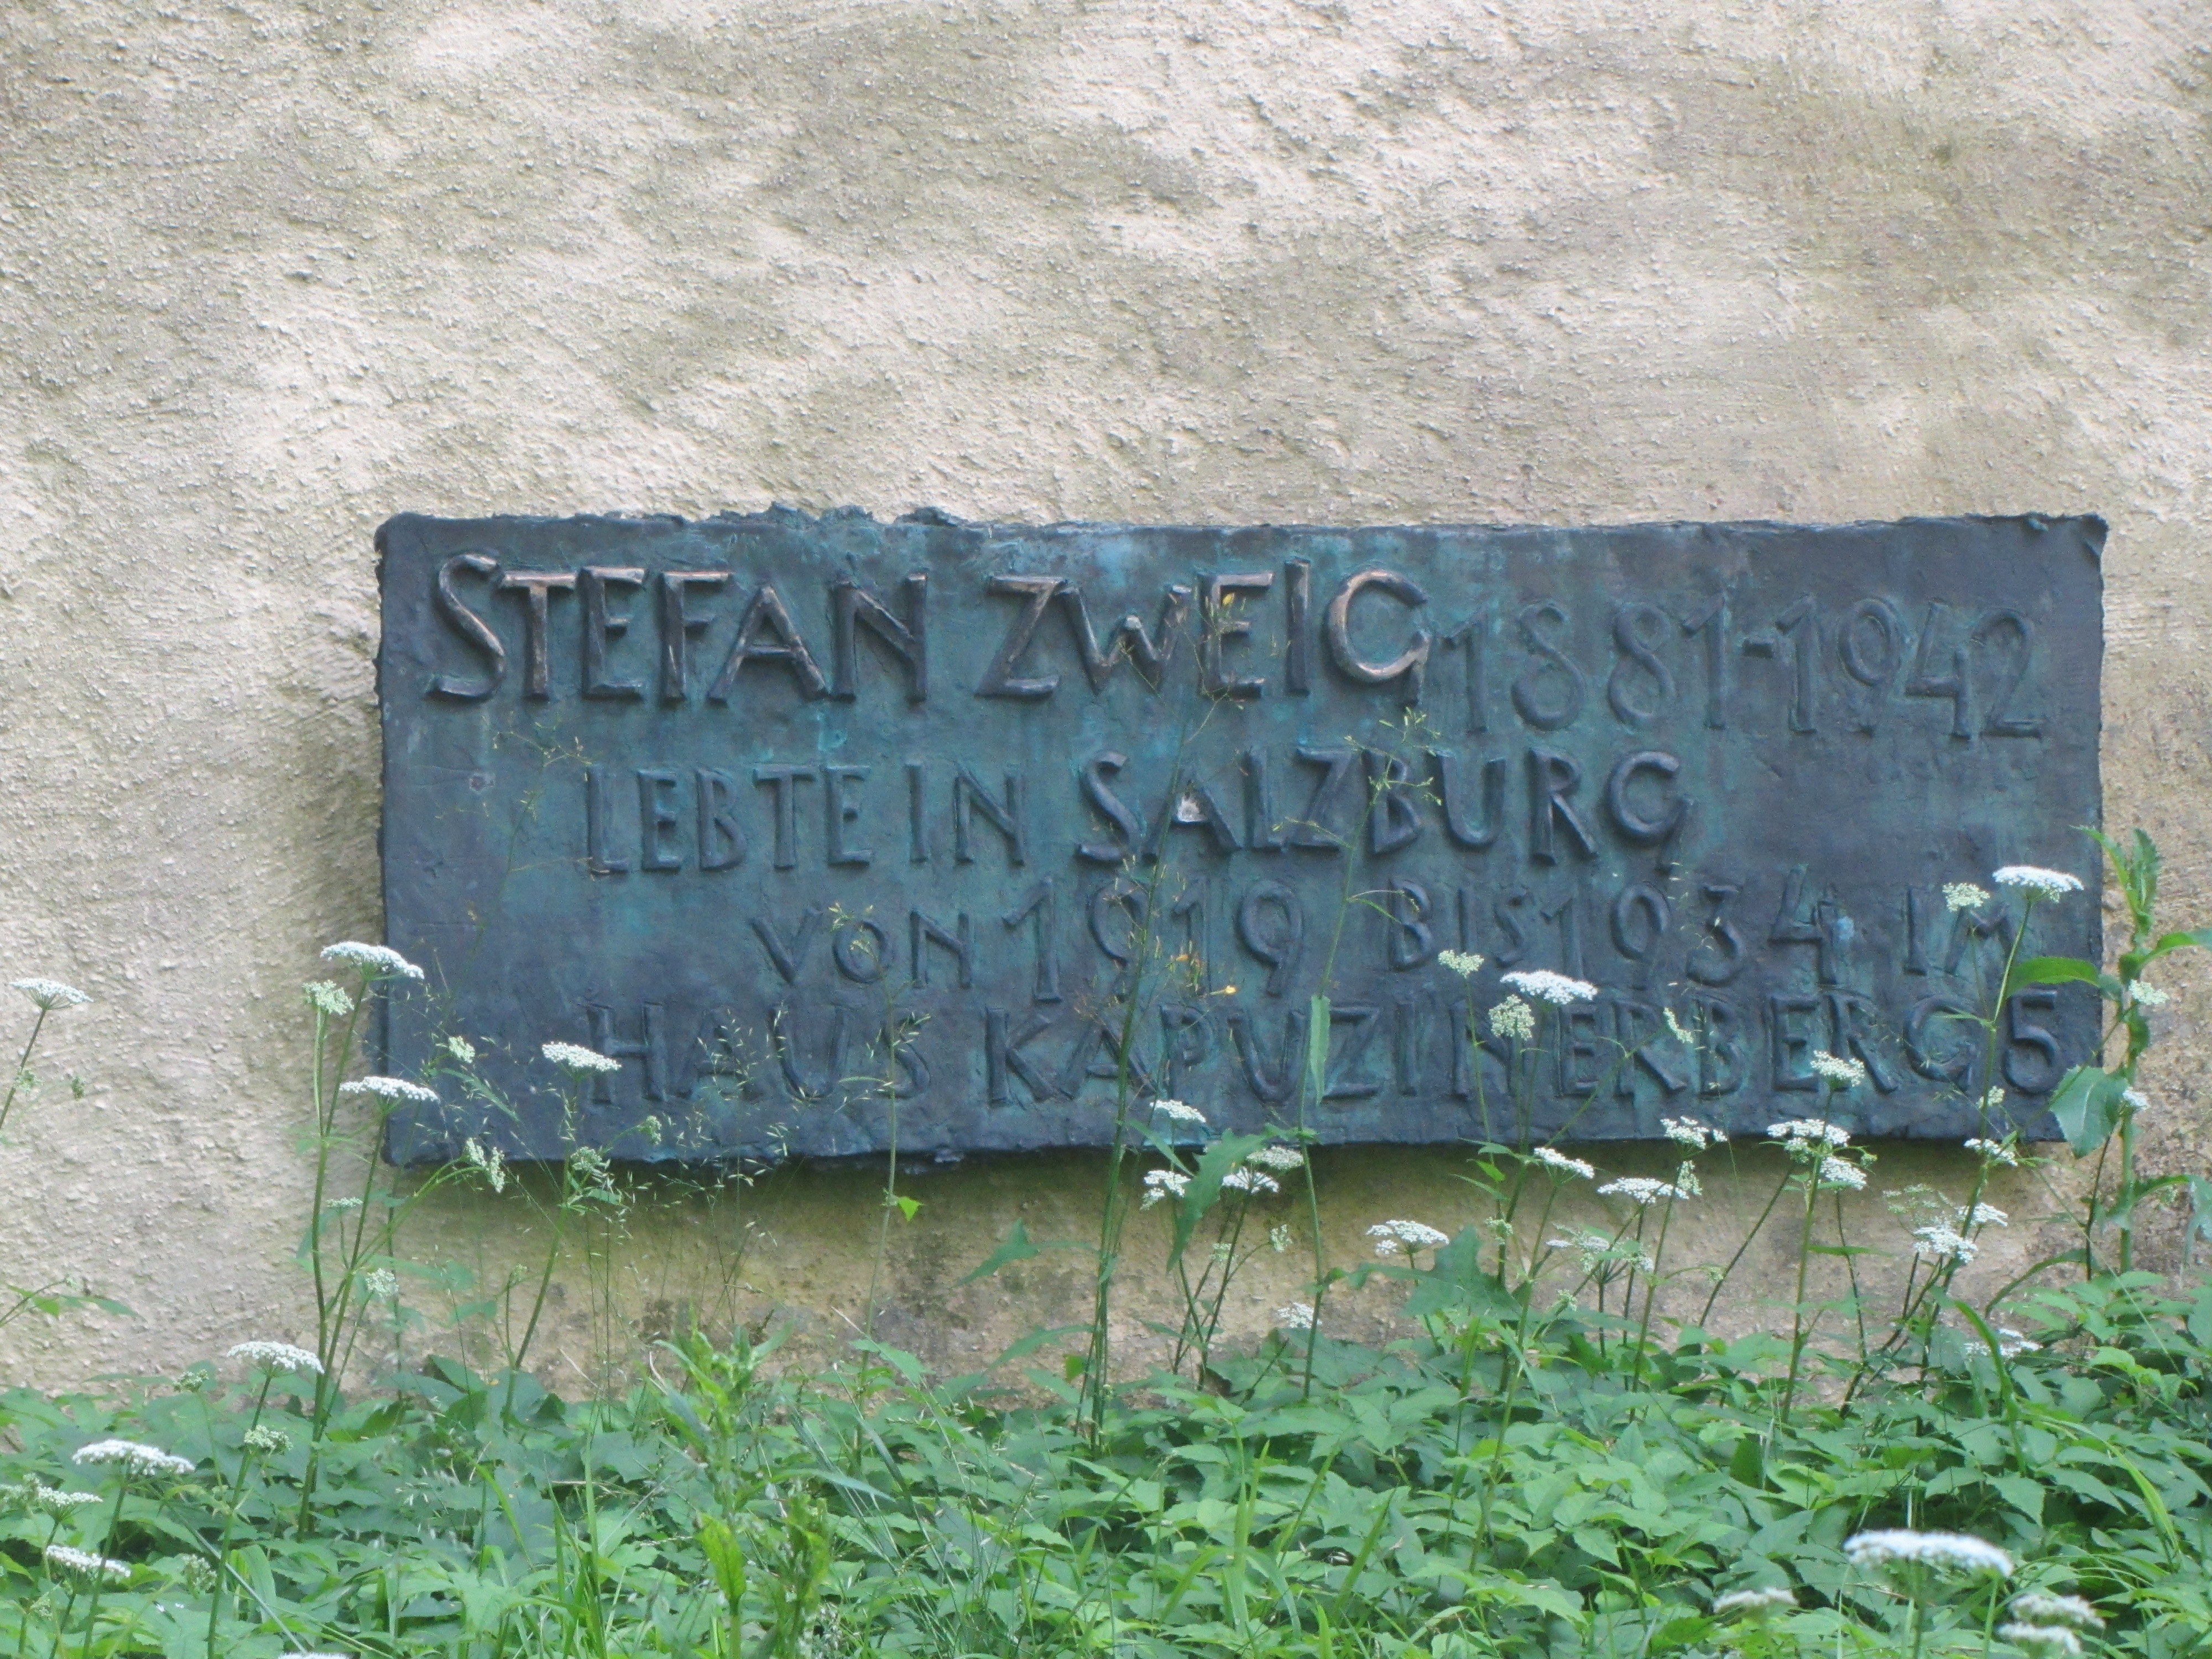 STEFAN ZWEIG 1881-1942
LEBTE IN SALZBURG
VON 1919 BIS 1934 IM
HAUS KAPUZINERBERG 5